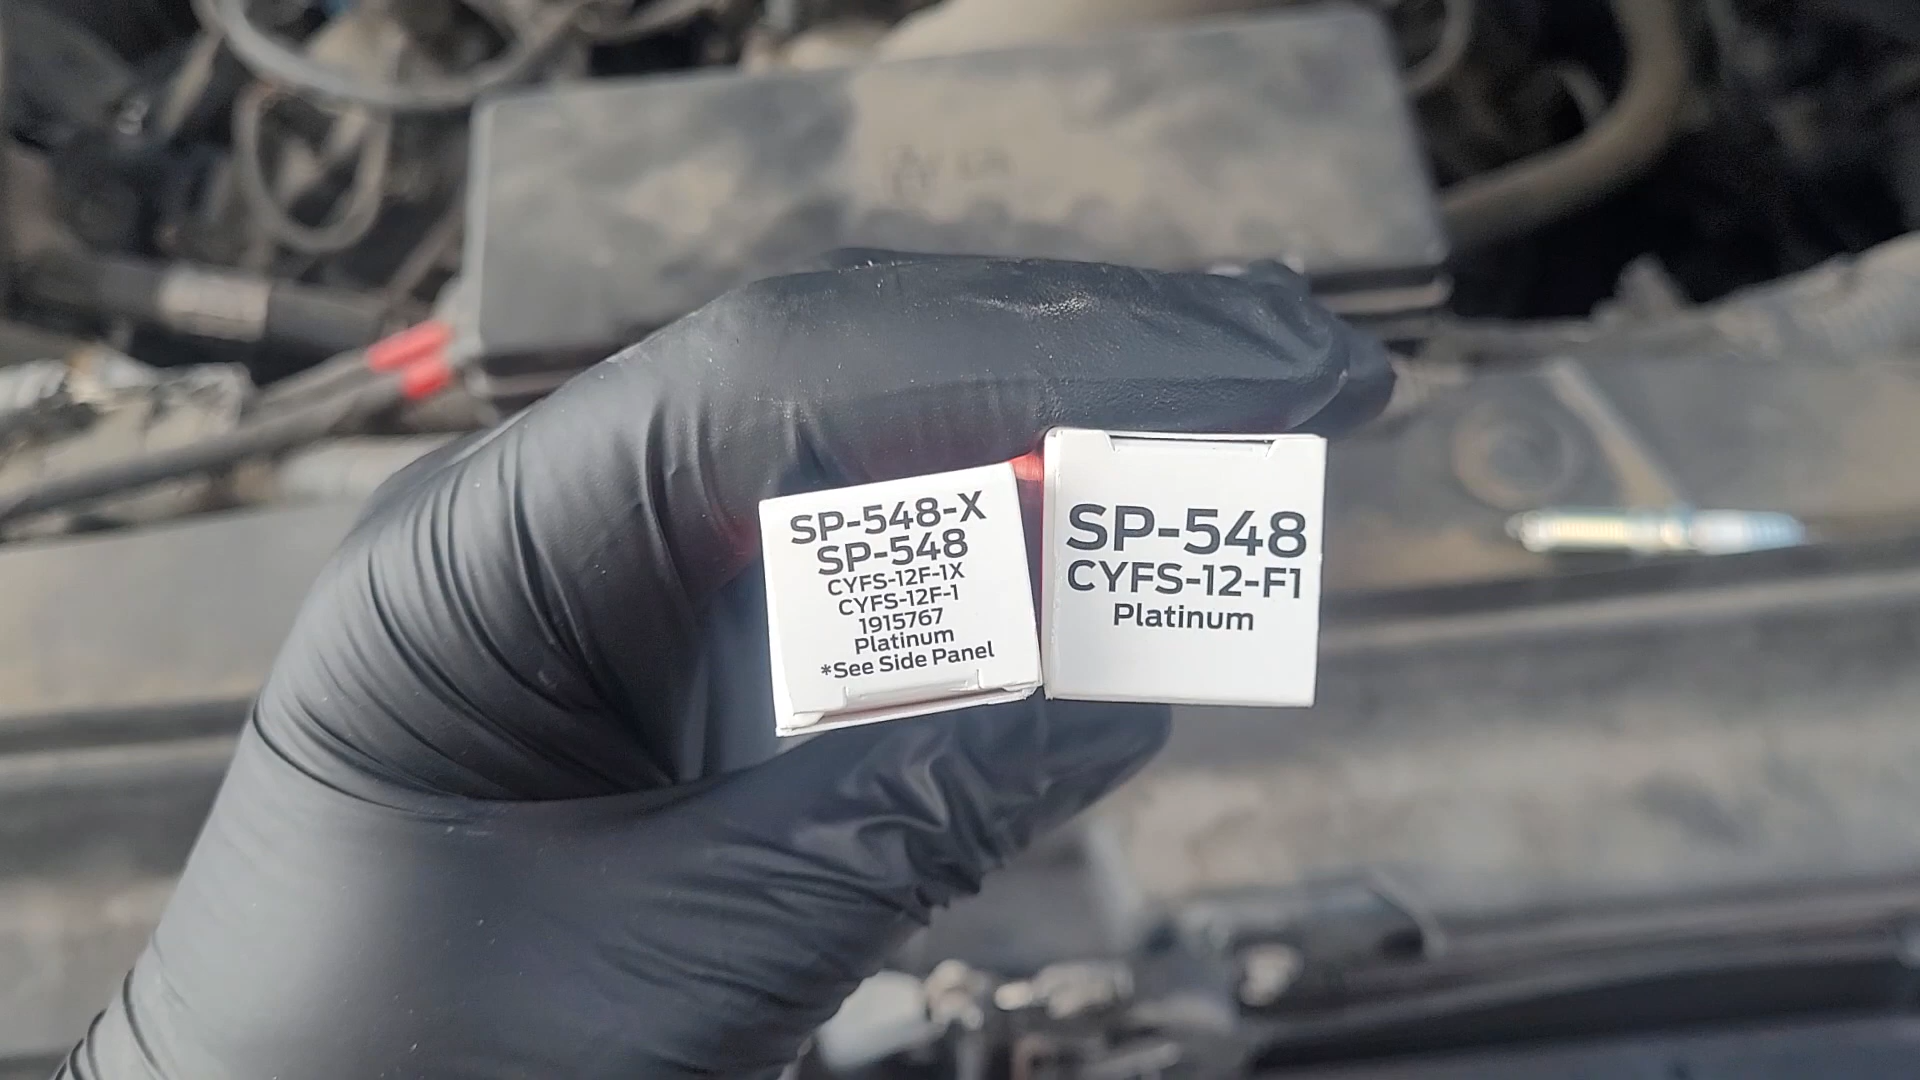 SP-548-X
SP-548
CYFS-12F-1X
CYFS-12F-1
1915767
Platinum
*See Side Panel
SP-548
CYFS-12-F1
Platinum